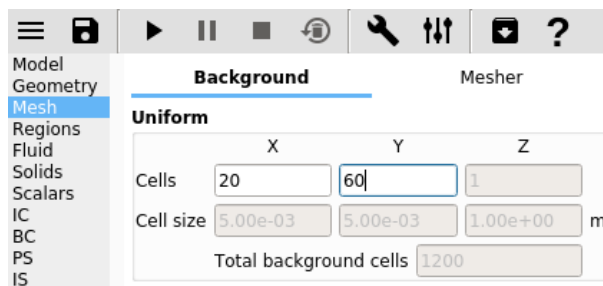 ?
Model
Geometry
Mesh
Regions
Fluid
Solids
Scalars
IC
BC
PS
IS
Background Mesher
Uniform
X Y Z
Cells 20 60 1
Cell size 5.00e-03 5.00e-03 1.00e+00 m
Total background cells 1200